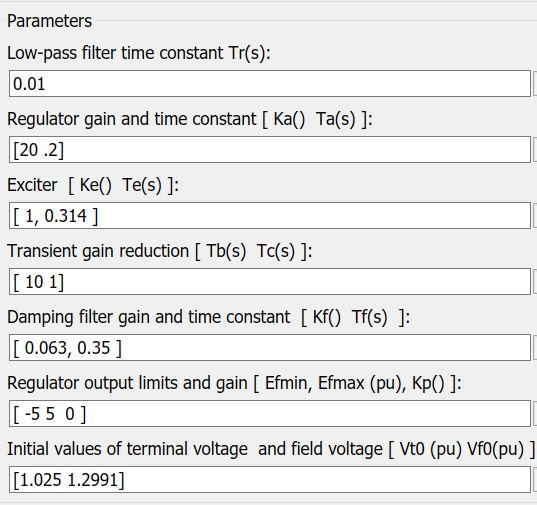 Parameters
Low-pass filter time constant Tr(s):
0.01
Regulator gain and time constant [ Ka()  Ta(s) ]:
[20 .2]
Exciter  [ Ke()  Te(s) ]:
[ 1, 0.314 ]
Transient gain reduction [ Tb(s)  Tc(s) ]:
[ 10 1]
Damping filter gain and time constant  [ Kf()  Tf(s)  ]:
[ 0.063, 0.35 ]
Regulator output limits and gain [ Efmin, Efmax (pu), Kp() ]:
[ -5 5  0 ]
Initial values of terminal voltage  and field voltage [ Vt0 (pu) Vf0(pu) ]
[1.025 1.2991]